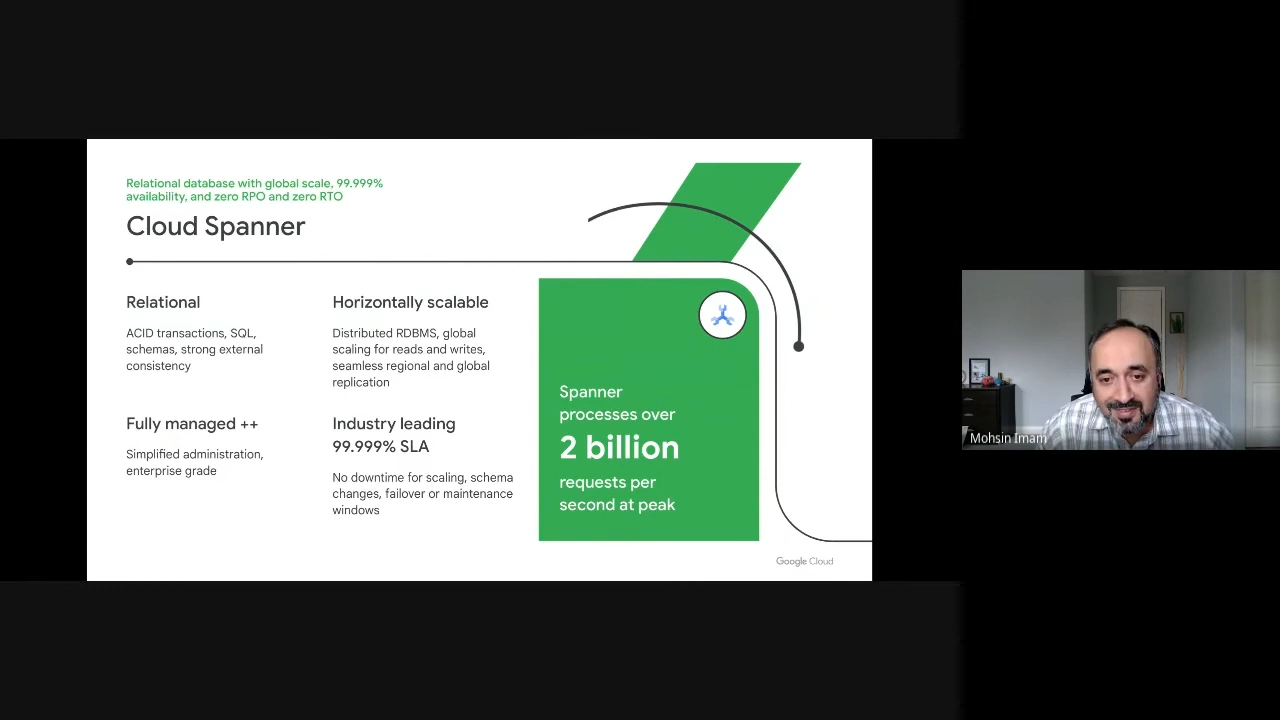 Relational database with global scale, 99.999%
availability, and zero RPO and zero RTO
Cloud Spanner
Relational
ACID transactions, SQL,
schemas, strong external
consistency
Horizontally scalable
Distributed RDBMS, global
scaling for reads and writes,
seamless regional and global
replication
Fully managed ++
Simplified administration,
enterprise grade
Industry leading
99.999% SLA
No downtime for scaling, schema
changes, failover or maintenance
windows
Spanner
processes over
2 billion
requests per
second at peak
Google Cloud
Mohsin Imam